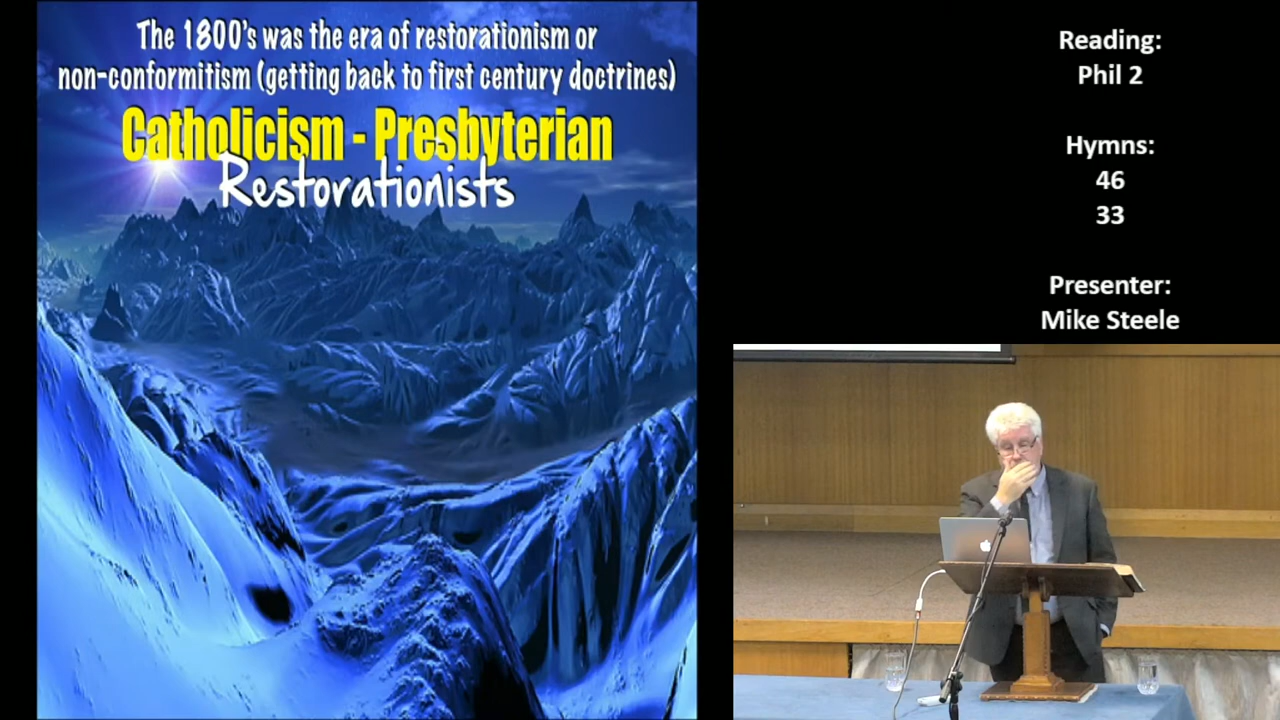 The 1800's was the era of restorationism or
non-conformitism (getting back to first century doctrines)
Catholicism - Presbyterian
Restorationists
Reading:
Phil 2
Hymns:
46
33
Presenter:
Mike Steele